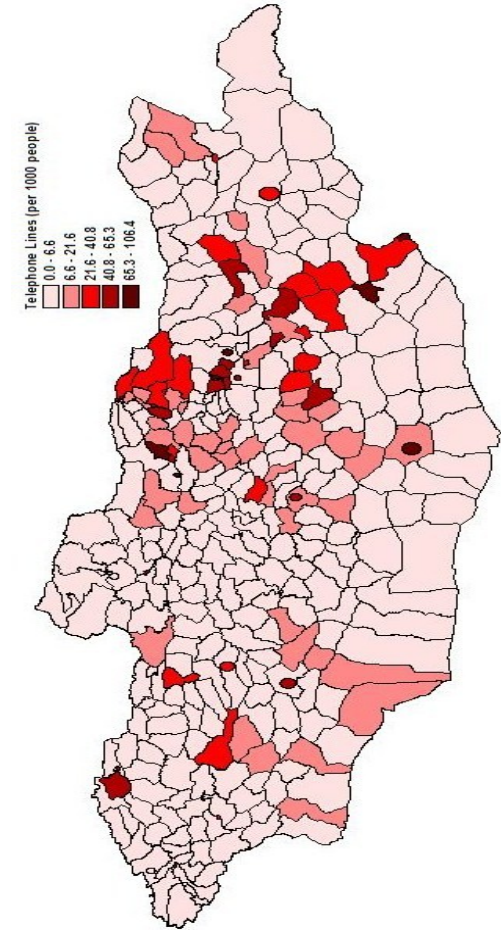 Telephone Lines (per 1000 people)
0.0 - 6.6
6.6 - 21.6
21.6 - 40.8
40.8 - 65.3
65.3 - 106.4